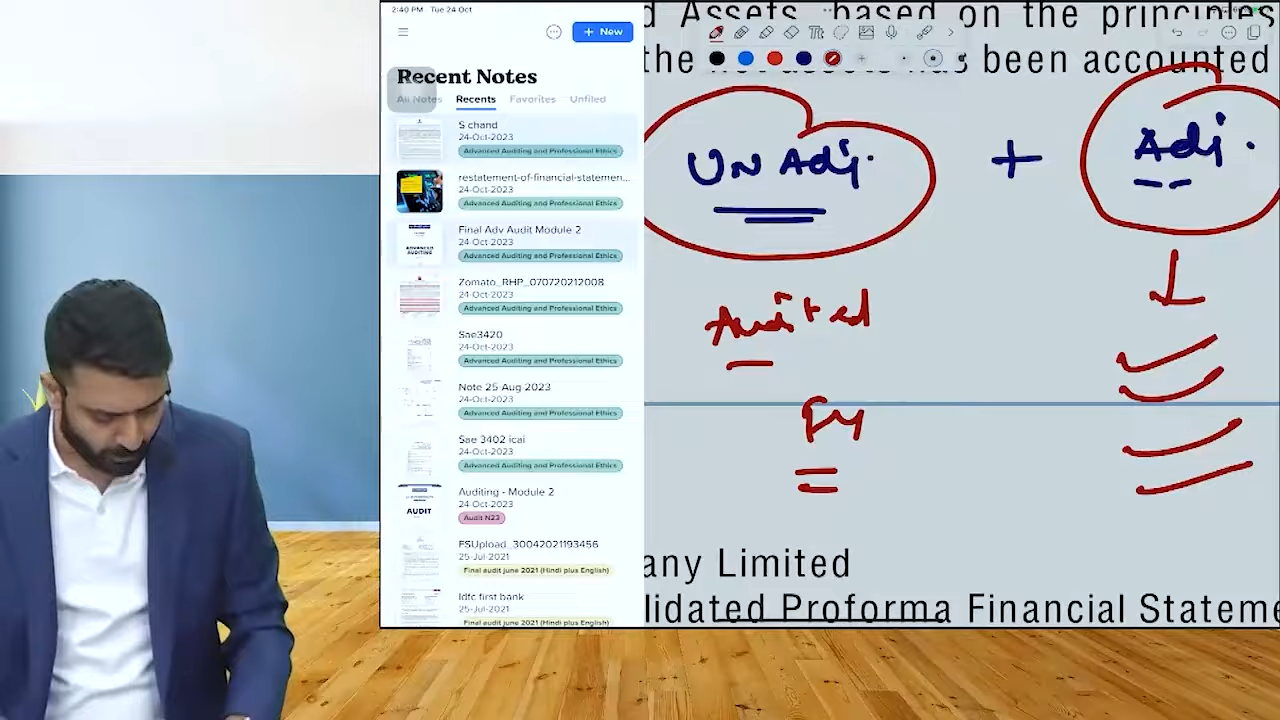 2:40 PM Tue 24 Oct
+ New
Recent Notes
All Notes Recents Favorites Unfiled
S chand
24-Oct-2023
Advanced Auditing and Professional Ethics
restatement-of-financial-statemen...
24-Oct-2023
Advanced Auditing and Professional Ethics
Final Adv Audit Module 2
24-Oct-2023
Advanced Auditing and Professional Ethics
ADVANCED
AUDITING
Zomato_RHP_070720212008
24-Oct-2023
Advanced Auditing and Professional Ethics
Sae3420
24-Oct-2023
Advanced Auditing and Professional Ethics
Note 25 Aug 2023
24-Oct-2023
Advanced Auditing and Professional Ethics
Sae 3402 icai
24-Oct-2023
Advanced Auditing and Professional Ethics
Auditing - Module 2
24-Oct-2023
AUDIT
Audit N23
FSUpload_30042021193456
25-Jul-2021
Final audit june 2021 (Hindi plus English)
Idfc first bank
25-Jul-2021
Final audit june 2021 (Hindi plus English)
d Assets, based on the principles
the net assets has been accounted
UN Adj. + Adj.
Audited
FY
any Limited
lidated Proforma Financial Statem